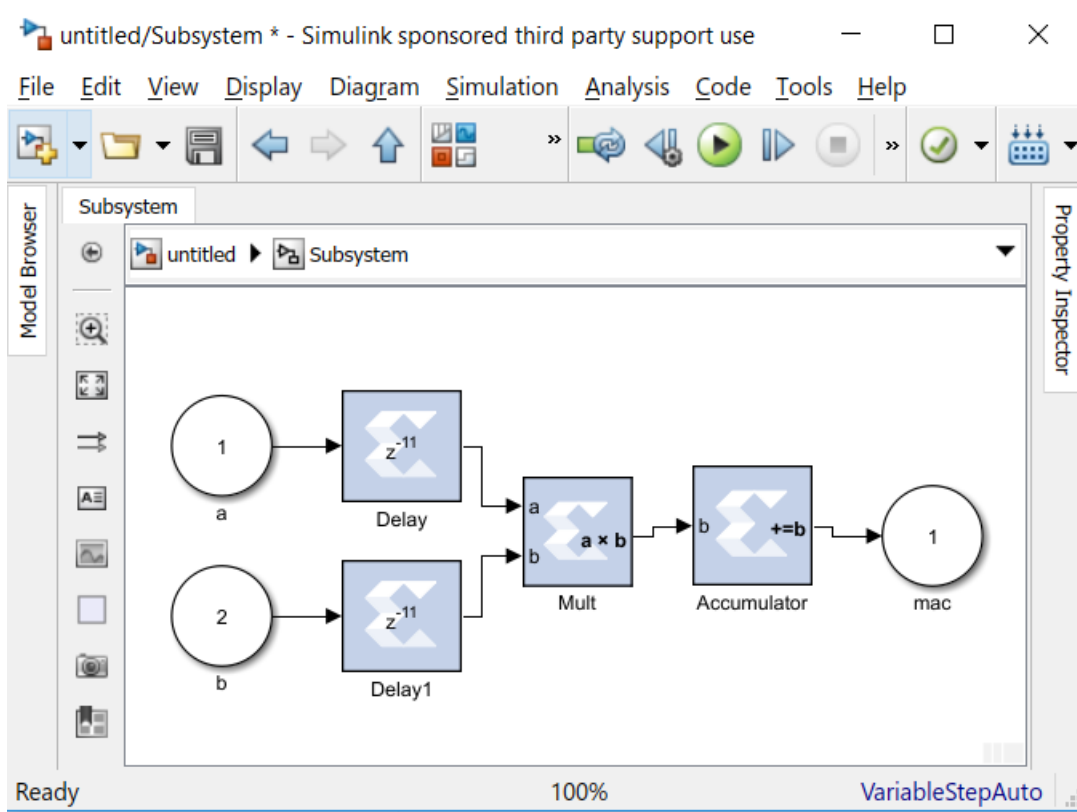 untitled/Subsystem * - Simulink sponsored third party support use
File Edit View Display Diagram Simulation Analysis Code Tools Help
» »
Model Browser
Subsystem
Property Inspector
untitled Subsystem
1
a
z-11
Delay
2
b
z-11
Delay1
a
b
a × b
Mult
b
+=b
Accumulator
1
mac
Ready 100% VariableStepAuto